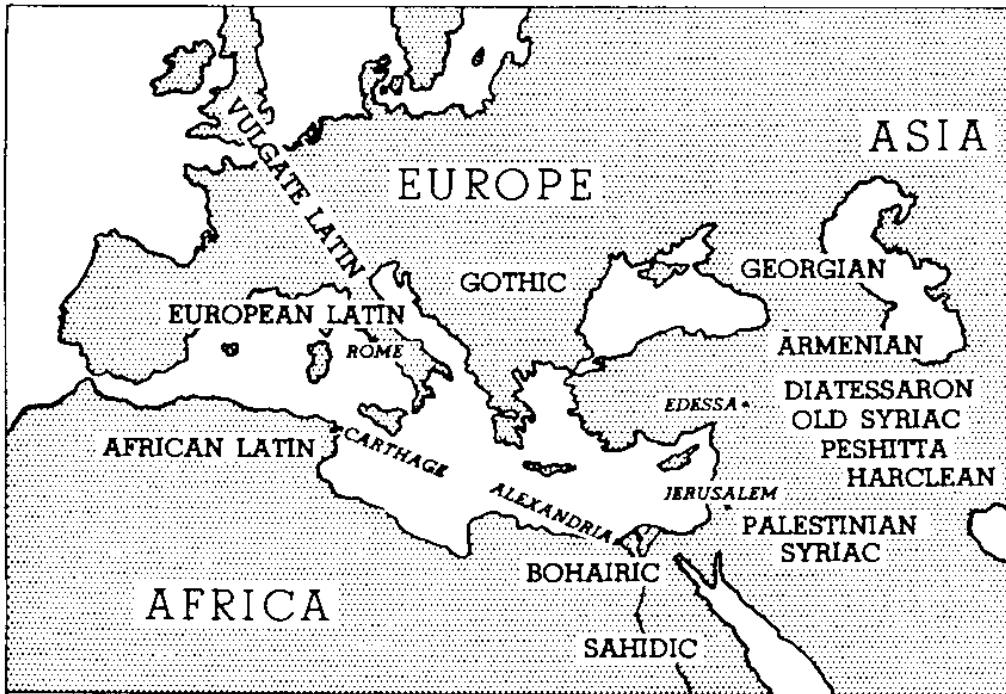 ASIA
EUROPE
VULGATE LATIN
GOTHIC
GEORGIAN
EUROPEAN LATIN
ROME
ARMENIAN
EDESSA
DIATESSARON
OLD SYRIAC
PESHITTA
HARCLEAN
AFRICAN LATIN
CARTHAGE
ALEXANDRIA
JERUSALEM
PALESTINIAN
SYRIAC
BOHAIRIC
AFRICA
SAHIDIC